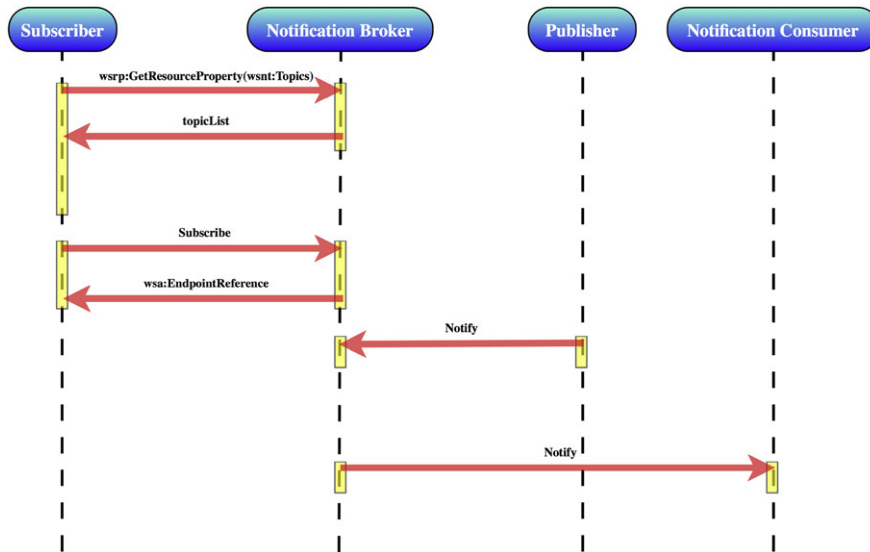 Subscriber
Notification Broker
Publisher
Notification Consumer
wsrp:GetResourceProperty(wsnt:Topics)
topicList
Subscribe
wsa:EndpointReference
Notify
Notify